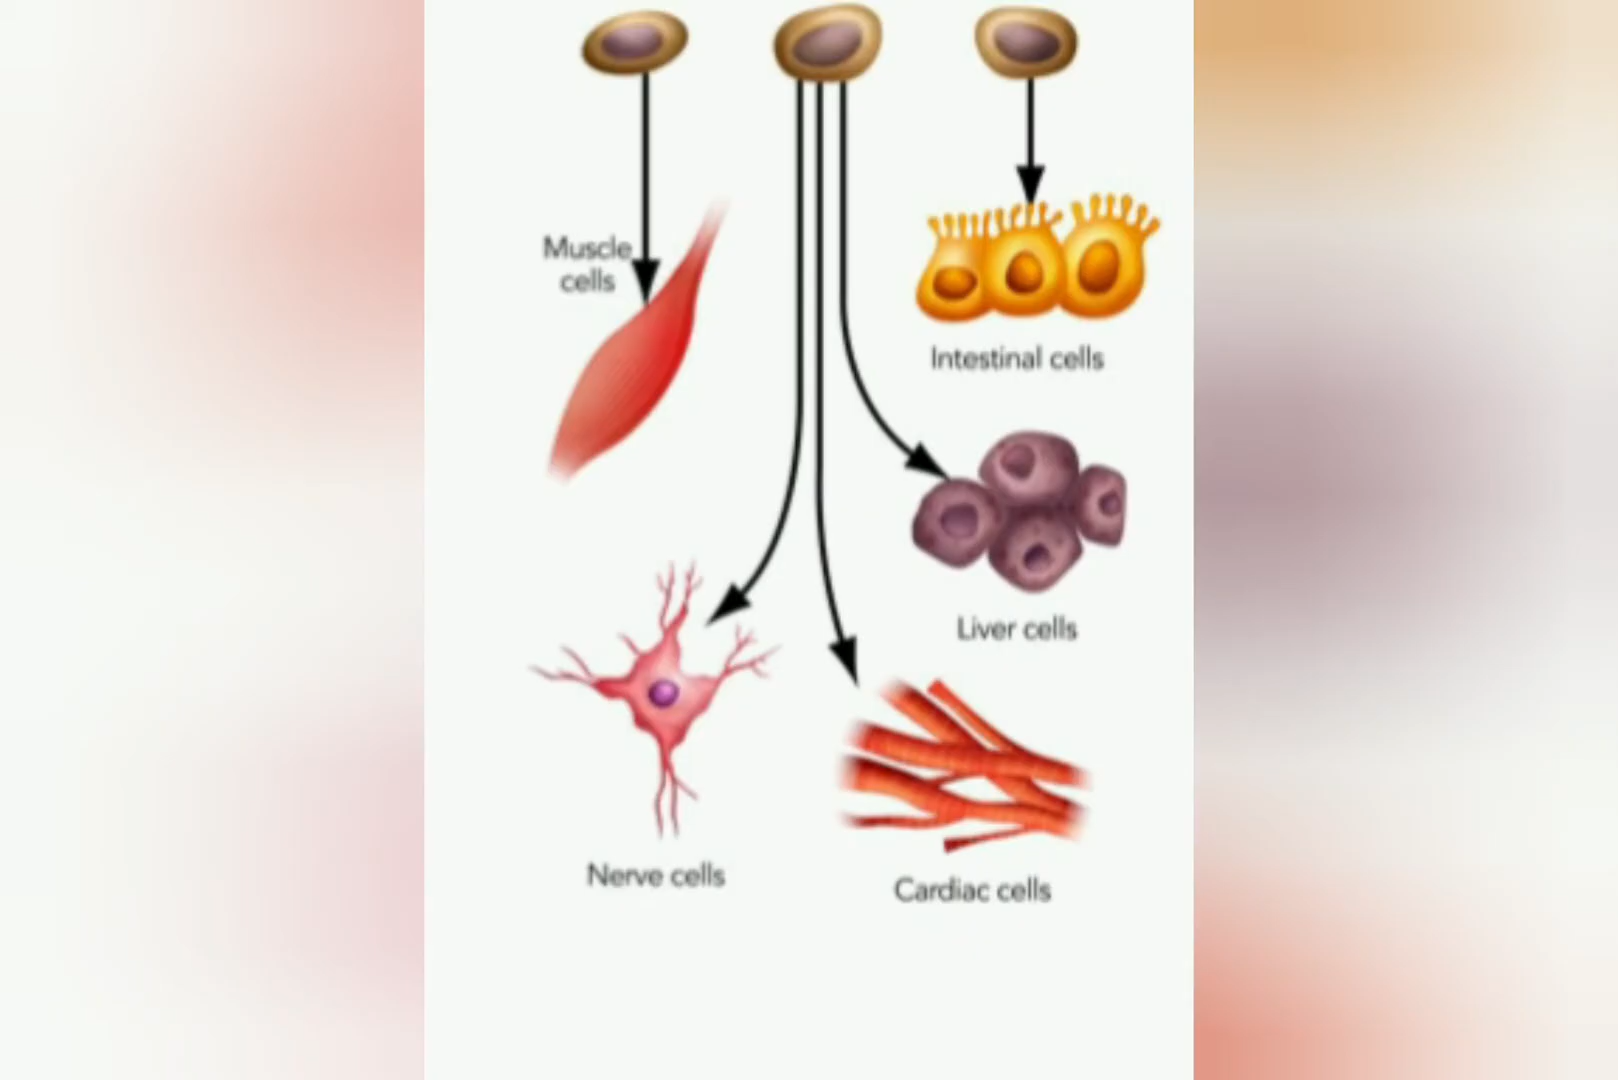 Muscle
cells
Intestinal cells
Liver cells
Nerve cells
Cardiac cells